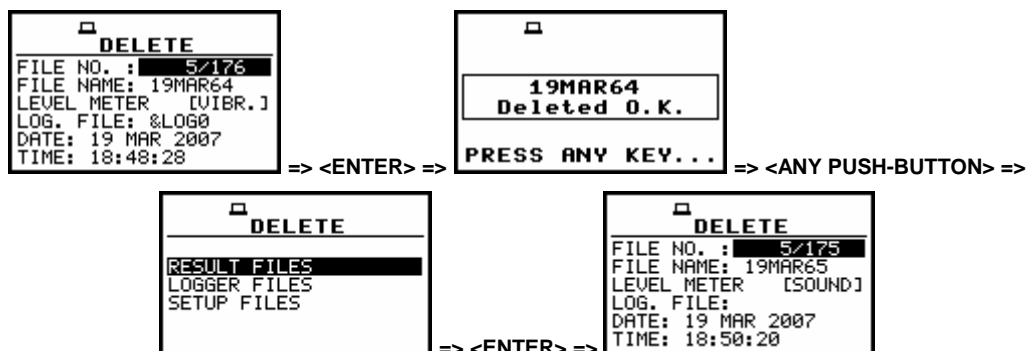 DELETE
FILE NO. : 5/176
FILE NAME: 19MAR64
LEVEL METER [VIBR.]
LOG. FILE: &LOG0
DATE: 19 MAR 2007
TIME: 18:48:28
=> <ENTER> =>
19MAR64
Deleted O.K.
PRESS ANY KEY...
=> <ANY PUSH-BUTTON> =>
DELETE
RESULT FILES
LOGGER FILES
SETUP FILES
=> <ENTER> =>
DELETE
FILE NO. : 5/175
FILE NAME: 19MAR65
LEVEL METER [SOUND]
LOG. FILE:
DATE: 19 MAR 2007
TIME: 18:50:20